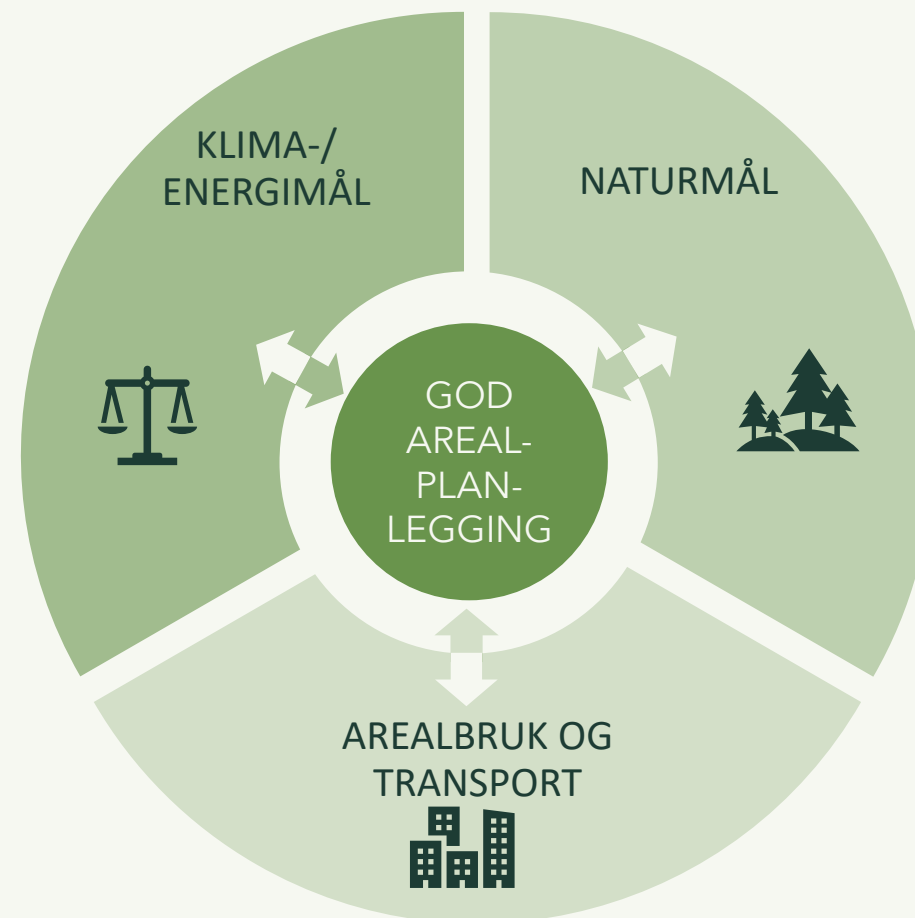 KLIMA-/
ENERGIMÅL
NATURMÅL
GOD
AREAL-
PLAN-
LEGGING
AREALBRUK OG
TRANSPORT